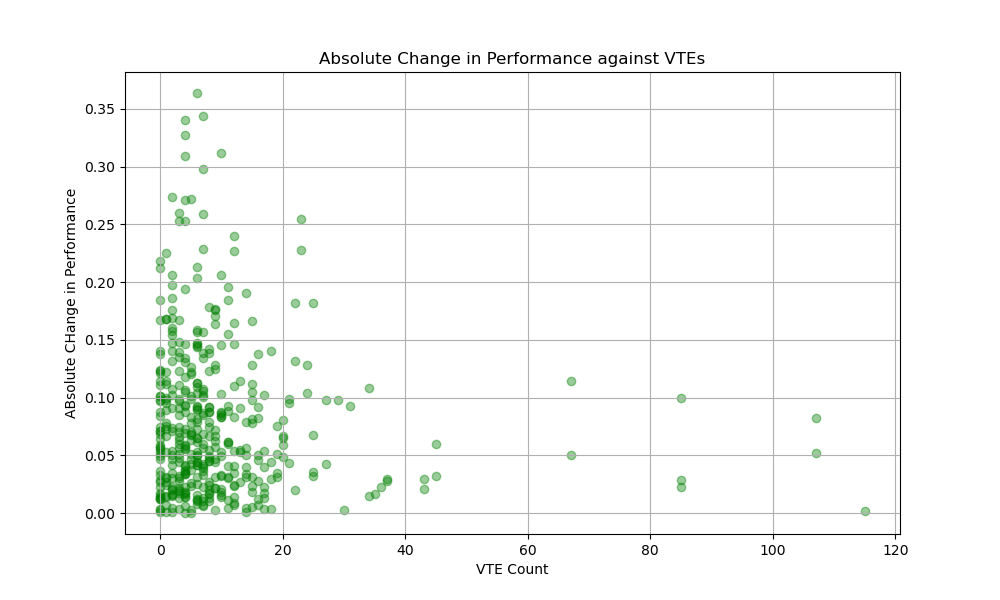 Absolute Change in Performance against VTEs
ABsolute CHange in Performance
0.35
0.30
0.25
0.20
0.15
0.10
0.05
0.00
0 20 40 60 80 100 120
VTE Count